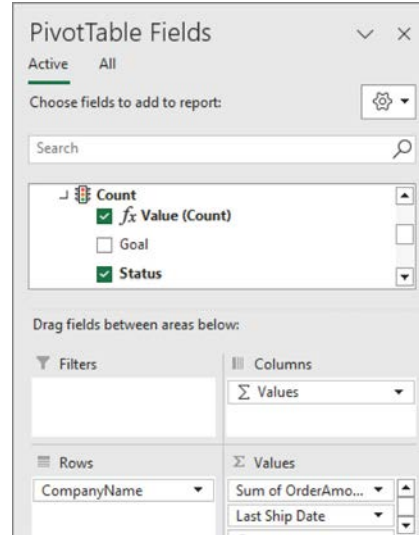 PivotTable Fields
Active All
Choose fields to add to report:
Search
Count
fx Value (Count)
Goal
Status
Drag fields between areas below:
Filters
Columns
Σ Values
Rows
Σ Values
CompanyName
Sum of OrderAmo...
Last Ship Date